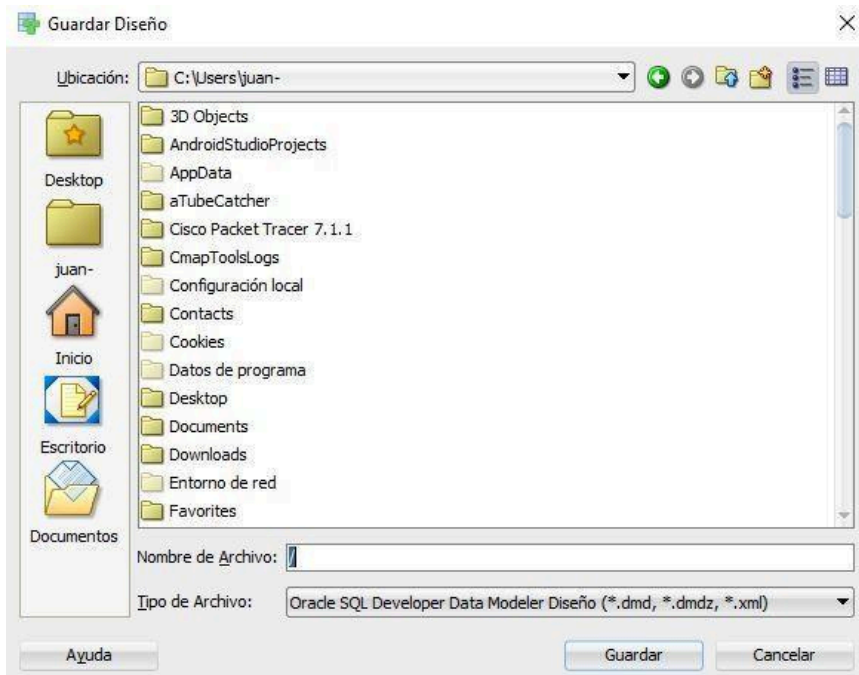 Guardar Diseño
Ubicación: C:\Users\juan-
Desktop
juan-
Inicio
Escritorio
Documentos
3D Objects
AndroidStudioProjects
AppData
aTubeCatcher
Cisco Packet Tracer 7.1.1
CmapToolsLogs
Configuración local
Contacts
Cookies
Datos de programa
Desktop
Documents
Downloads
Entorno de red
Favorites
Nombre de Archivo: /
Tipo de Archivo: Oracle SQL Developer Data Modeler Diseño (*.dmd, *.dmdz, *.xml)
Ayuda Guardar Cancelar